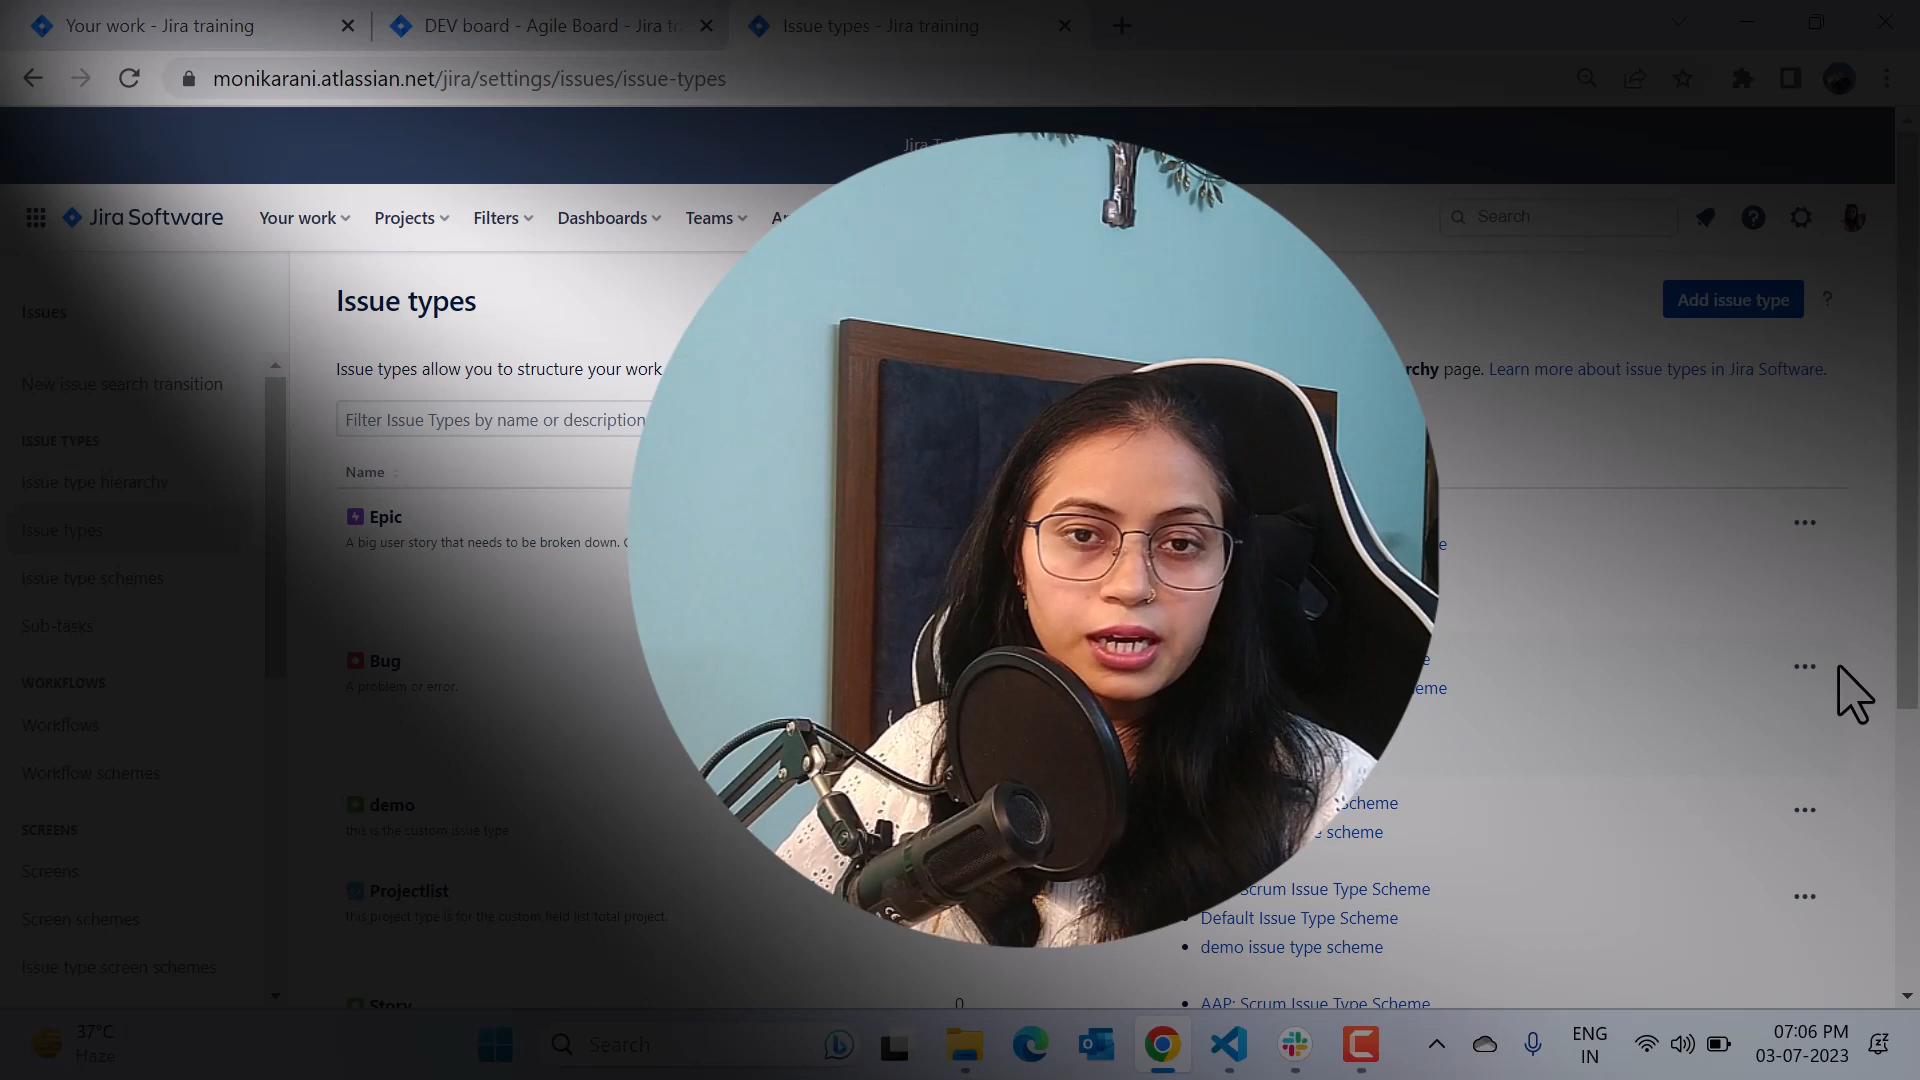 Your work - Jira training
DEV board - Agile Board - Jira tr
Issue types - Jira training
monikarani.atlassian.net/jira/settings/issues/issue-types
Jira
Jira Software
Your work
Projects
Filters
Dashboards
Teams
Search
Issues
New issue search transition
ISSUE TYPES
Issue type hierarchy
Issue types
Issue type schemes
Sub-tasks
WORKFLOWS
Workflows
Workflow schemes
SCREENS
Screens
Screen schemes
Issue type screen schemes
Issue types
Add issue type
?
Issue types allow you to structure your work
rchy page. Learn more about issue types in Jira Software.
Filter Issue Types by name or description
Name
Epic
A big user story that needs to be broken down.
e
Bug
A problem or error.
e
eme
demo
this is the custom issue type
Scheme
e scheme
Projectlist
this project type is for the custom field list total project.
Scrum Issue Type Scheme
Default Issue Type Scheme
demo issue type scheme
Story
0
AAP: Scrum Issue Type Scheme
37°C
Haze
Search
ENG
IN
07:06 PM
03-07-2023